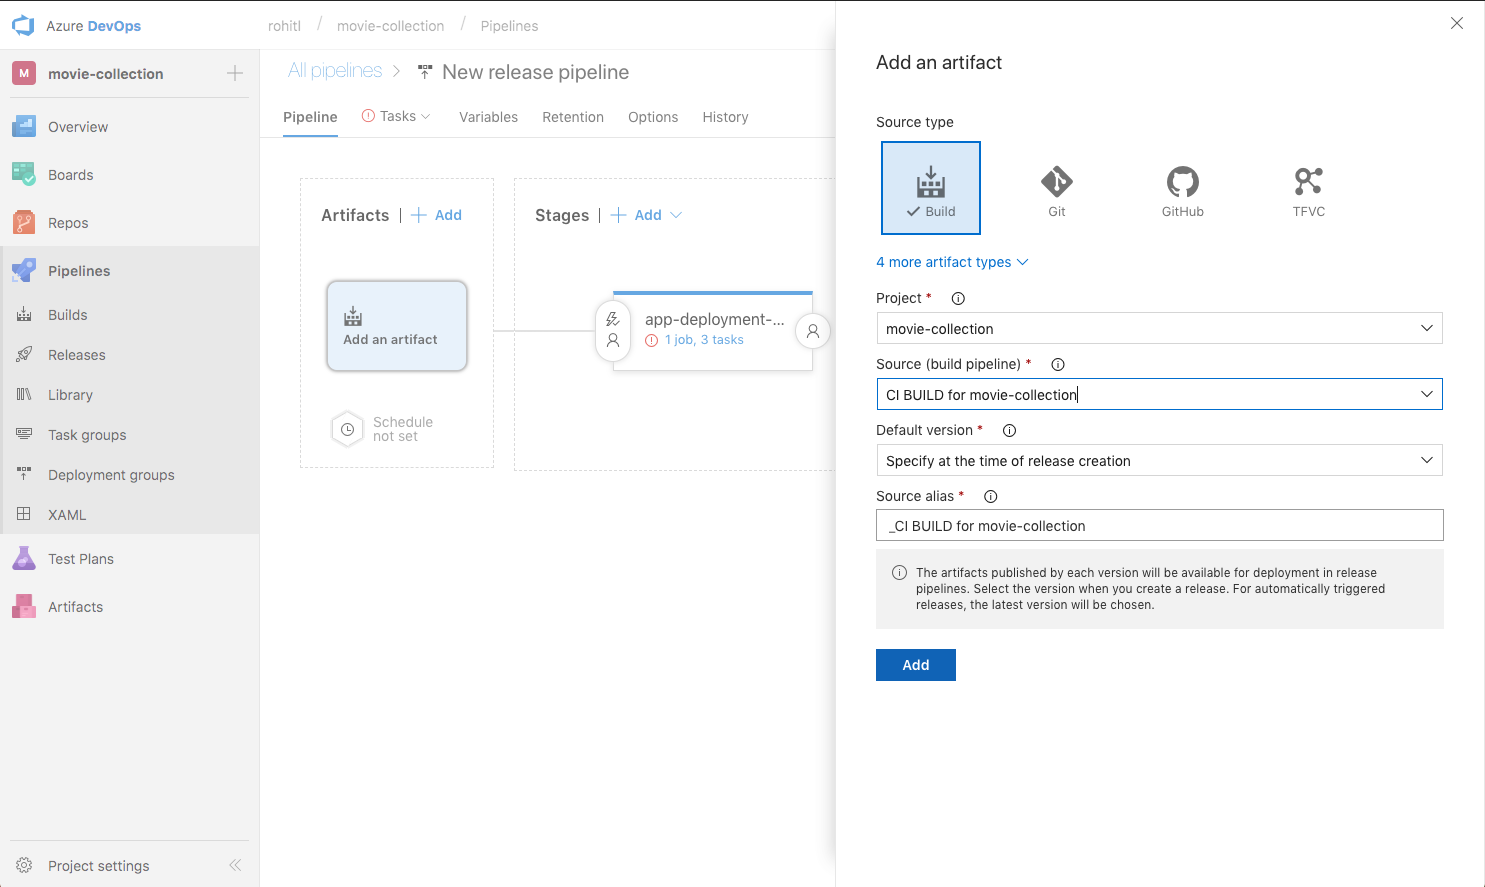 Azure DevOps
rohitl / movie-collection / Pipelines
M movie-collection
Overview
Boards
Repos
Pipelines
Builds
Releases
Library
Task groups
Deployment groups
XAML
Test Plans
Artifacts
Project settings
All pipelines > New release pipeline
Pipeline Tasks Variables Retention Options History
Artifacts | + Add
Add an artifact
Schedule
not set
Stages | + Add
app-deployment-...
1 job, 3 tasks
Add an artifact
Source type
Build Git GitHub TFVC
4 more artifact types
Project *
movie-collection
Source (build pipeline) *
CI BUILD for movie-collection
Default version *
Specify at the time of release creation
Source alias *
_CI BUILD for movie-collection
The artifacts published by each version will be available for deployment in release
pipelines. Select the version when you create a release. For automatically triggered
releases, the latest version will be chosen.
Add